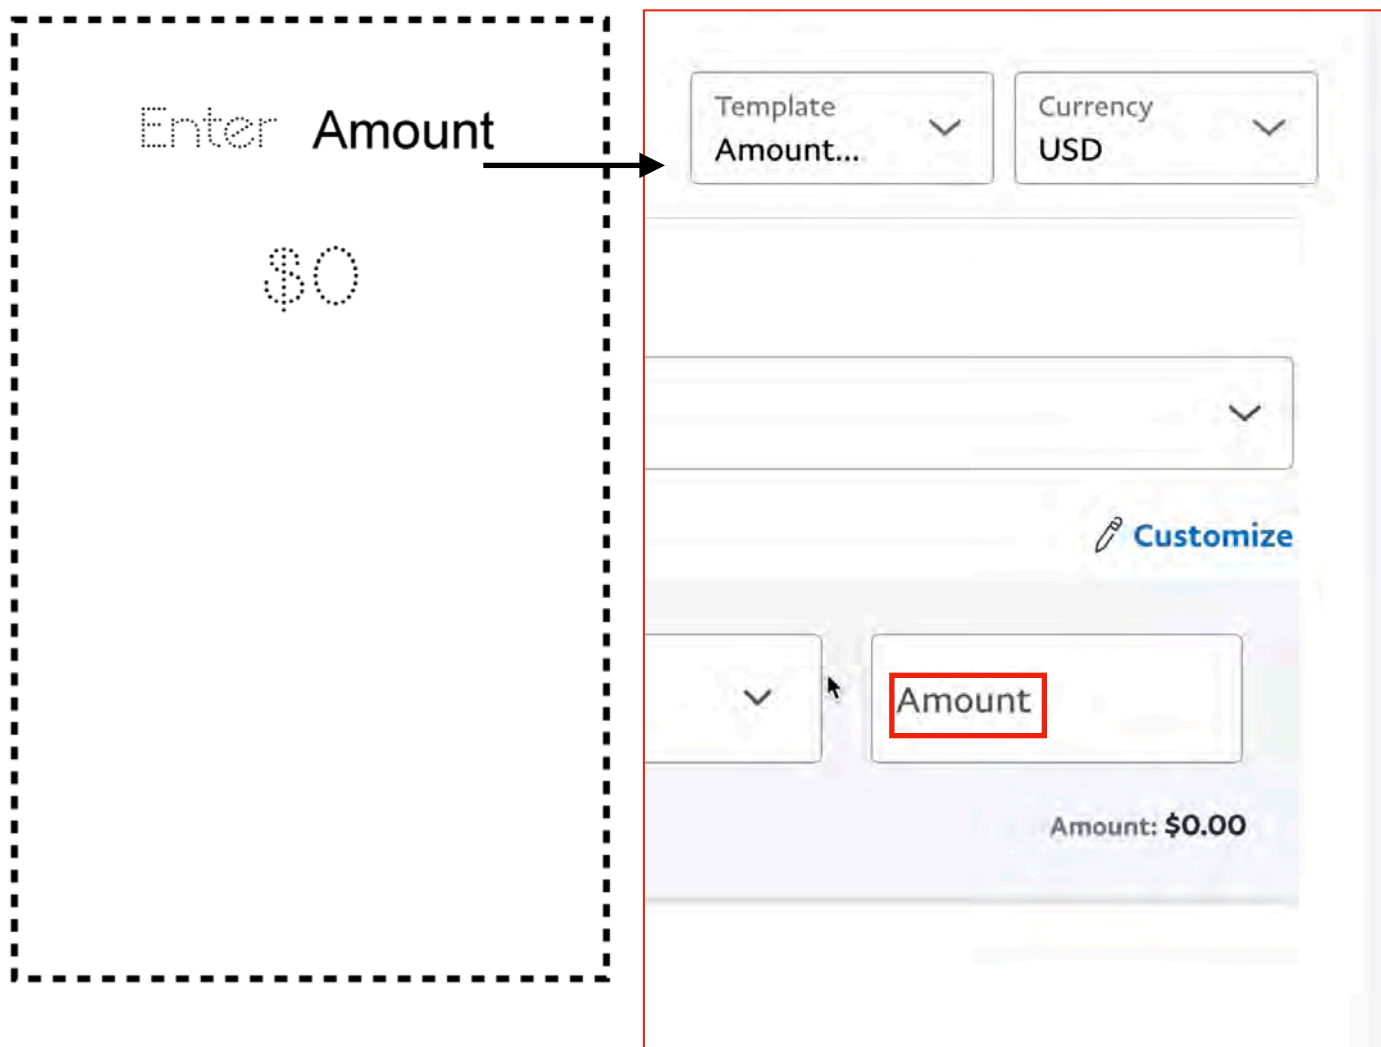 Enter Amount
$0
Template
Amount...
Currency
USD
Customize
Amount
Amount: $0.00